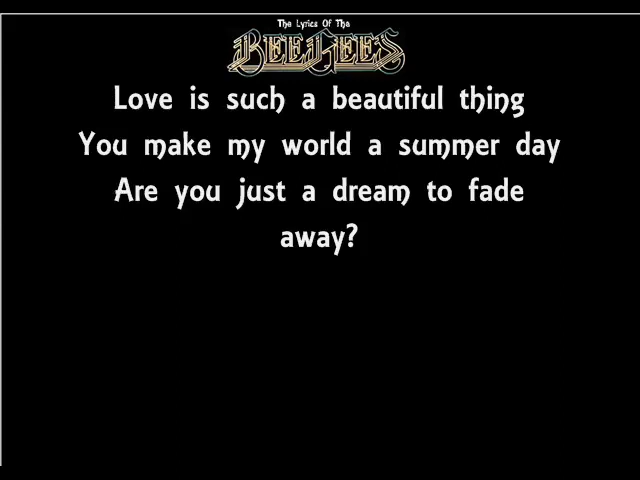 The Lyrics Of Tha
BEE GEES
Love is such a beautiful thing
You make my world a summer day
Are you just a dream to fade
away?